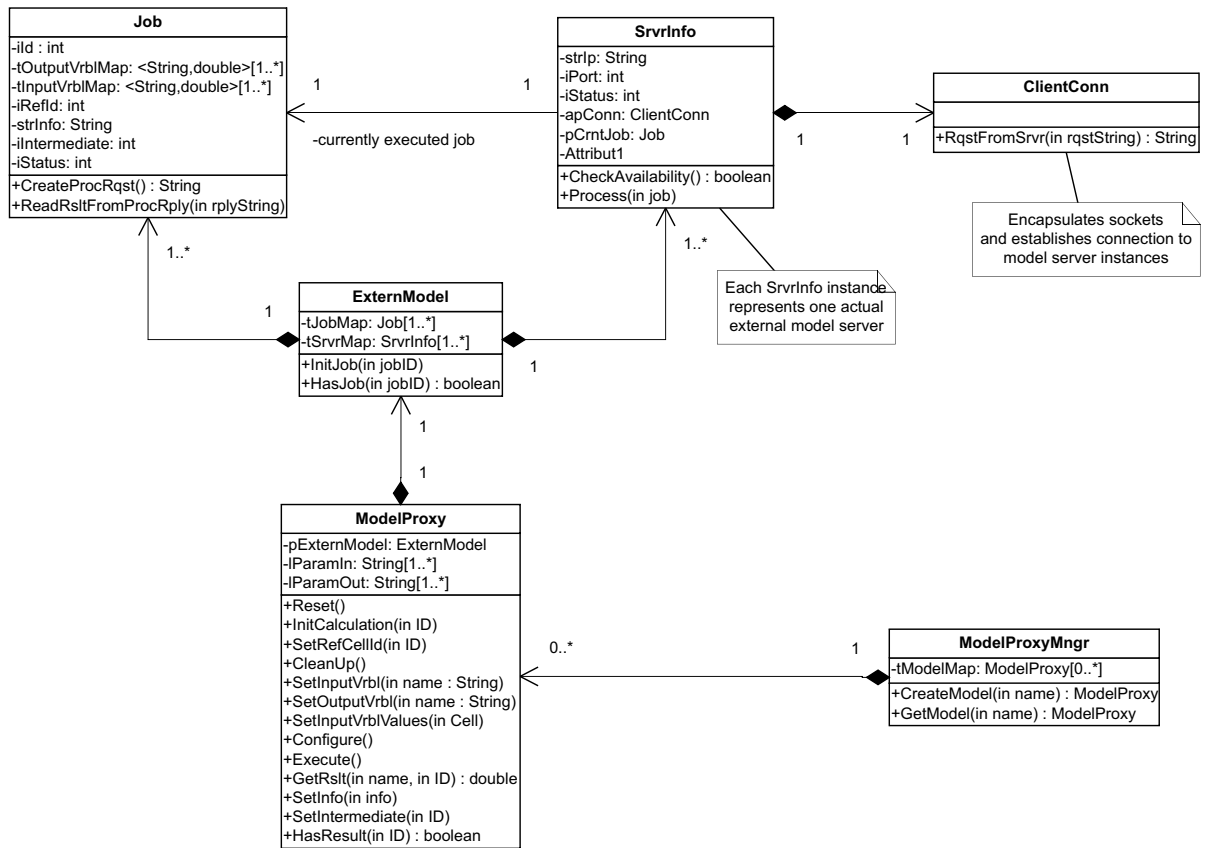 Job
-iId : int
-tOutputVrblMap: <String,double>[1..*]
-tInputVrblMap: <String,double>[1..*]
-iRefId: int
-strInfo: String
-iIntermediate: int
-iStatus: int
+CreateProcRqst() : String
+ReadRsltFromProcRply(in rplyString)
1
1
-currently executed job
SrvrInfo
-strIp: String
-iPort: int
-iStatus: int
-apConn: ClientConn
-pCrntJob: Job
-Attribut1
+CheckAvailability() : boolean
+Process(in job)
1
1
ClientConn
+RqstFromSrvr(in rqstString) : String
Encapsulates sockets
and establishes connection to
model server instances
Each SrvrInfo instance
represents one actual
external model server
1..*
1..*
1
1
ExternModel
-tJobMap: Job[1..*]
-tSrvrMap: SrvrInfo[1..*]
+InitJob(in jobID)
+HasJob(in jobID) : boolean
1
1
ModelProxy
-pExternModel: ExternModel
-lParamIn: String[1..*]
-lParamOut: String[1..*]
+Reset()
+InitCalculation(in ID)
+SetRefCellId(in ID)
+CleanUp()
+SetInputVrbl(in name : String)
+SetOutputVrbl(in name : String)
+SetInputVrblValues(in Cell)
+Configure()
+Execute()
+GetRslt(in name, in ID) : double
+SetInfo(in info)
+SetIntermediate(in ID)
+HasResult(in ID) : boolean
0..*
1
ModelProxyMngr
-tModelMap: ModelProxy[0..*]
+CreateModel(in name) : ModelProxy
+GetModel(in name) : ModelProxy